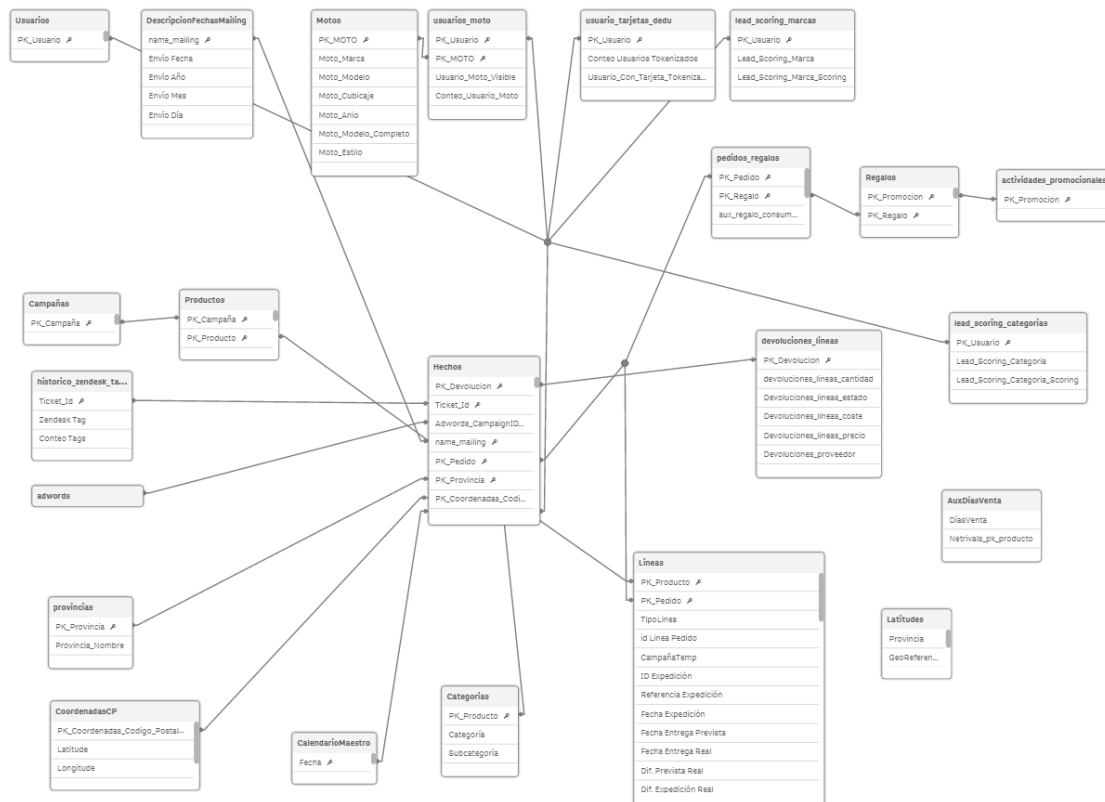 Usuarios
PK_Usuario
DescripcionFechasMailing
name_mailing
Envío Fecha
Envío Año
Envío Mes
Envío Día
Motos
PK_MOTO
Moto_Marca
Moto_Modelo
Moto_Cubicaje
Moto_Anio
Moto_Modelo_Completo
Moto_Estilo
usuarios_moto
PK_Usuario
PK_MOTO
Usuario_Moto_Visible
Conteo_Usuario_Moto
usuario_tarjetas_dedu
PK_Usuario
Conteo Usuarios Tokenizados
Usuario_Con_Tarjeta_Tokeniza...
lead_scoring_marcas
PK_Usuario
Lead_Scoring_Marca
Lead_Scoring_Marca_Scoring
pedidos_regalos
PK_Pedido
PK_Regalo
aux_regalo_consum...
Regalos
PK_Promocion
PK_Regalo
actividades_promocionales
PK_Promocion
Campañas
PK_Campaña
Productos
PK_Campaña
PK_Producto
historico_zendesk_ta...
Ticket_Id
Zendesk Tag
Conteo Tags
adwords
Hechos
PK_Devolucion
Ticket_Id
Adwords_CampaignID...
name_mailing
PK_Pedido
PK_Provincia
PK_Coordenadas_Codi...
devoluciones_lineas
PK_Devolucion
devoluciones_lineas_cantidad
Devoluciones_lineas_estado
Devoluciones_lineas_coste
Devoluciones_lineas_precio
Devoluciones_proveedor
lead_scoring_categorias
PK_Usuario
Lead_Scoring_Categoria
Lead_Scoring_Categoria_Scoring
AuxDíasVenta
DíasVenta
Netrivals_pk_producto
provincias
PK_Provincia
Provincia_Nombre
Lineas
PK_Producto
PK_Pedido
TipoLinea
id Linea Pedido
CampañaTemp
ID Expedición
Referencia Expedición
Fecha Expedición
Fecha Entrega Prevista
Fecha Entrega Real
Dif. Prevista Real
Dif. Expedición Real
Latitudes
Provincia
GeoReferen...
CoordenadasCP
PK_Coordenadas_Codigo_Postal...
Latitude
Longitude
CalendarioMaestro
Fecha
Categorias
PK_Producto
Categoría
Subcategoría